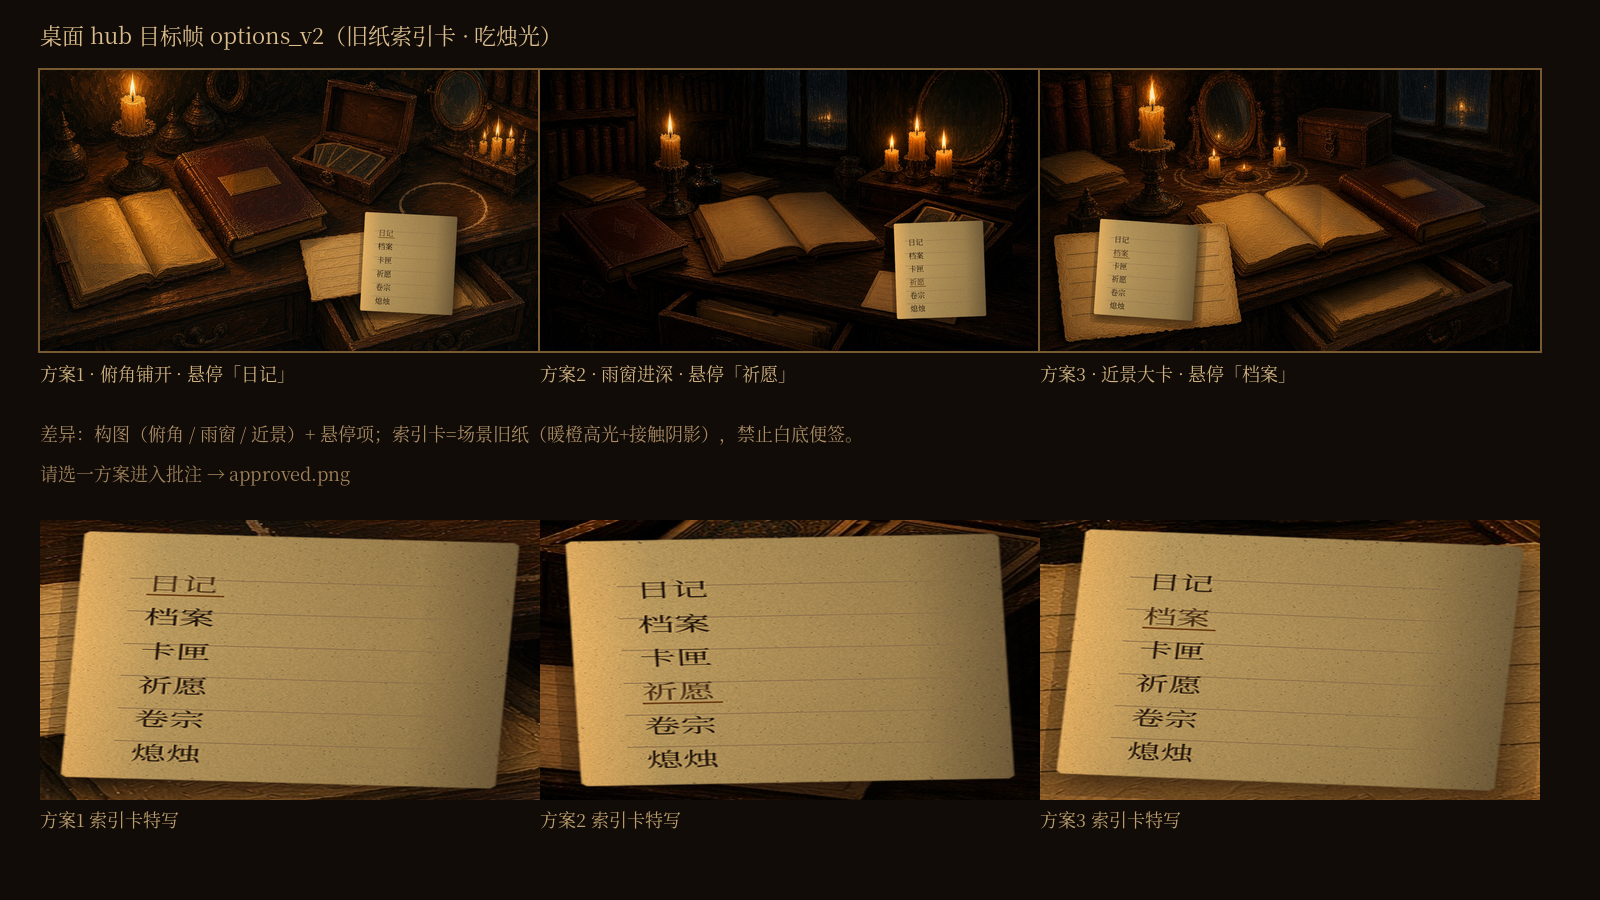 桌面 hub 目标帧 options_v2（旧纸索引卡 · 吃烛光）
日记
档案
卡匣
祈愿
卷宗
熄烛
日记
档案
卡匣
祈愿
卷宗
熄烛
日记
档案
卡匣
祈愿
卷宗
熄烛
方案1 · 俯角铺开 · 悬停「日记」
方案2 · 雨窗进深 · 悬停「祈愿」
方案3 · 近景大卡 · 悬停「档案」
差异：构图（俯角 / 雨窗 / 近景）+ 悬停项；索引卡=场景旧纸（暖橙高光+接触阴影），禁止白底便签。
请选一方案进入批注 → approved.png
日记
档案
卡匣
祈愿
卷宗
熄烛
日记
档案
卡匣
祈愿
卷宗
熄烛
日记
档案
卡匣
祈愿
卷宗
熄烛
方案1 索引卡特写
方案2 索引卡特写
方案3 索引卡特写